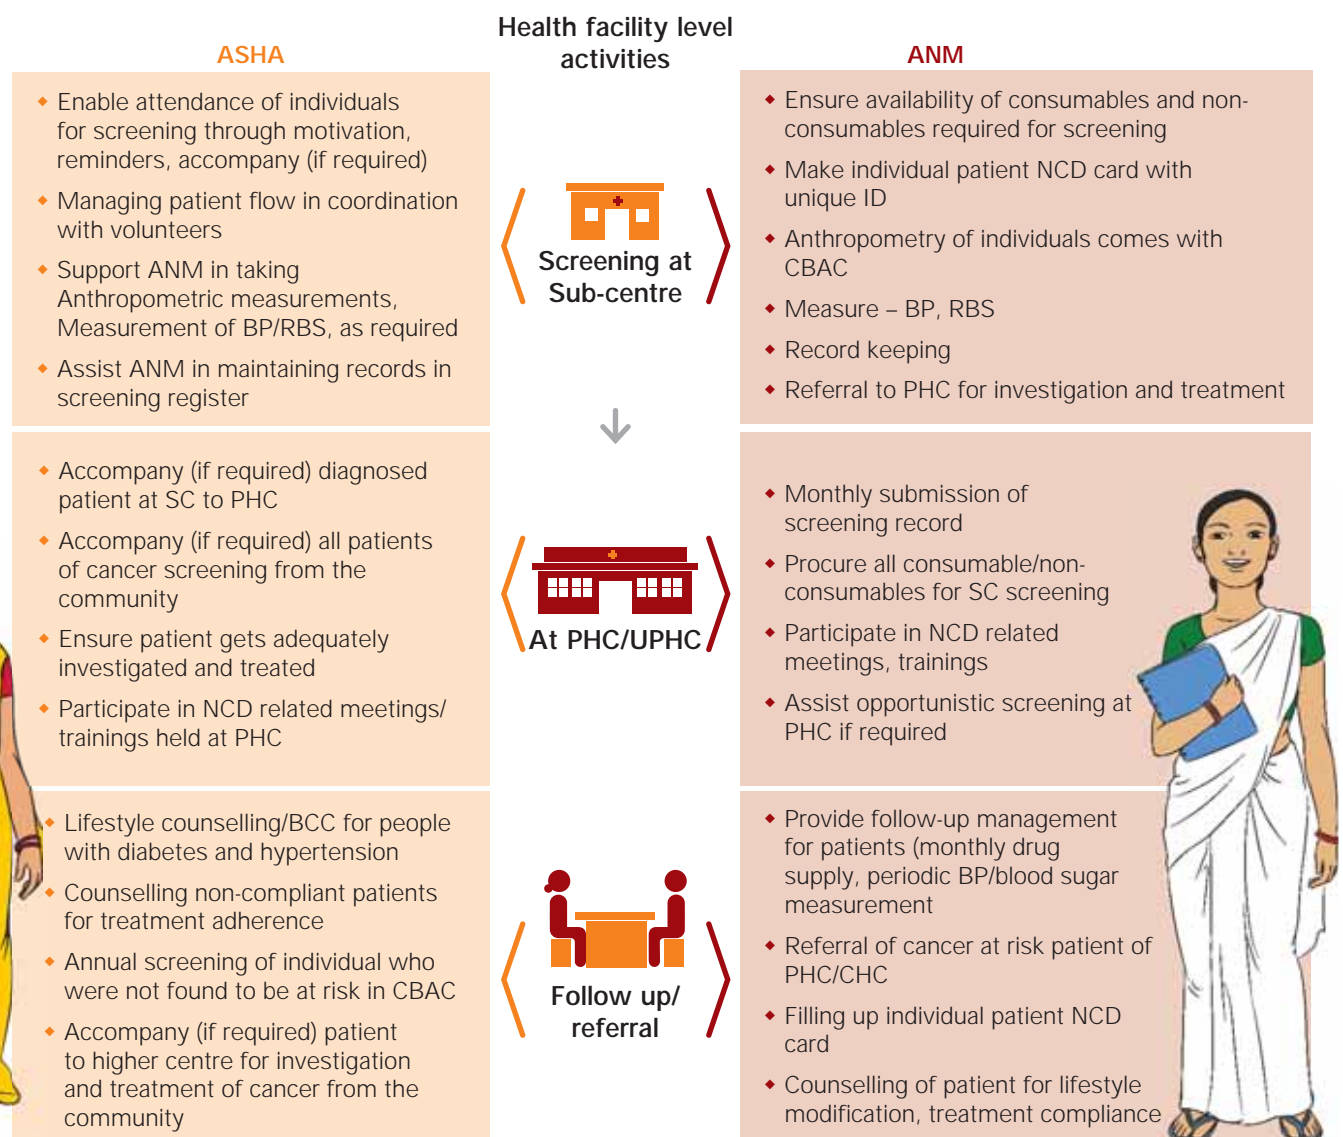 Health facility level
activities
ASHA
ANM
◆ Enable attendance of individuals
for screening through motivation,
reminders, accompany (if required)
◆ Managing patient flow in coordination
with volunteers
◆ Support ANM in taking
Anthropometric measurements,
Measurement of BP/RBS, as required
◆ Assist ANM in maintaining records in
screening register
Screening at
Sub-centre
◆ Ensure availability of consumables and non-
consumables required for screening
◆ Make individual patient NCD card with
unique ID
◆ Anthropometry of individuals comes with
CBAC
◆ Measure – BP, RBS
◆ Record keeping
◆ Referral to PHC for investigation and treatment
◆ Accompany (if required) diagnosed
patient at SC to PHC
◆ Accompany (if required) all patients
of cancer screening from the
community
◆ Ensure patient gets adequately
investigated and treated
◆ Participate in NCD related meetings/
trainings held at PHC
At PHC/UPHC
◆ Monthly submission of
screening record
◆ Procure all consumable/non-
consumables for SC screening
◆ Participate in NCD related
meetings, trainings
◆ Assist opportunistic screening at
PHC if required
◆ Lifestyle counselling/BCC for people
with diabetes and hypertension
◆ Counselling non-compliant patients
for treatment adherence
◆ Annual screening of individual who
were not found to be at risk in CBAC
◆ Accompany (if required) patient
to higher centre for investigation
and treatment of cancer from the
community
Follow up/
referral
◆ Provide follow-up management
for patients (monthly drug
supply, periodic BP/blood sugar
measurement
◆ Referral of cancer at risk patient of
PHC/CHC
◆ Filling up individual patient NCD
card
◆ Counselling of patient for lifestyle
modification, treatment compliance